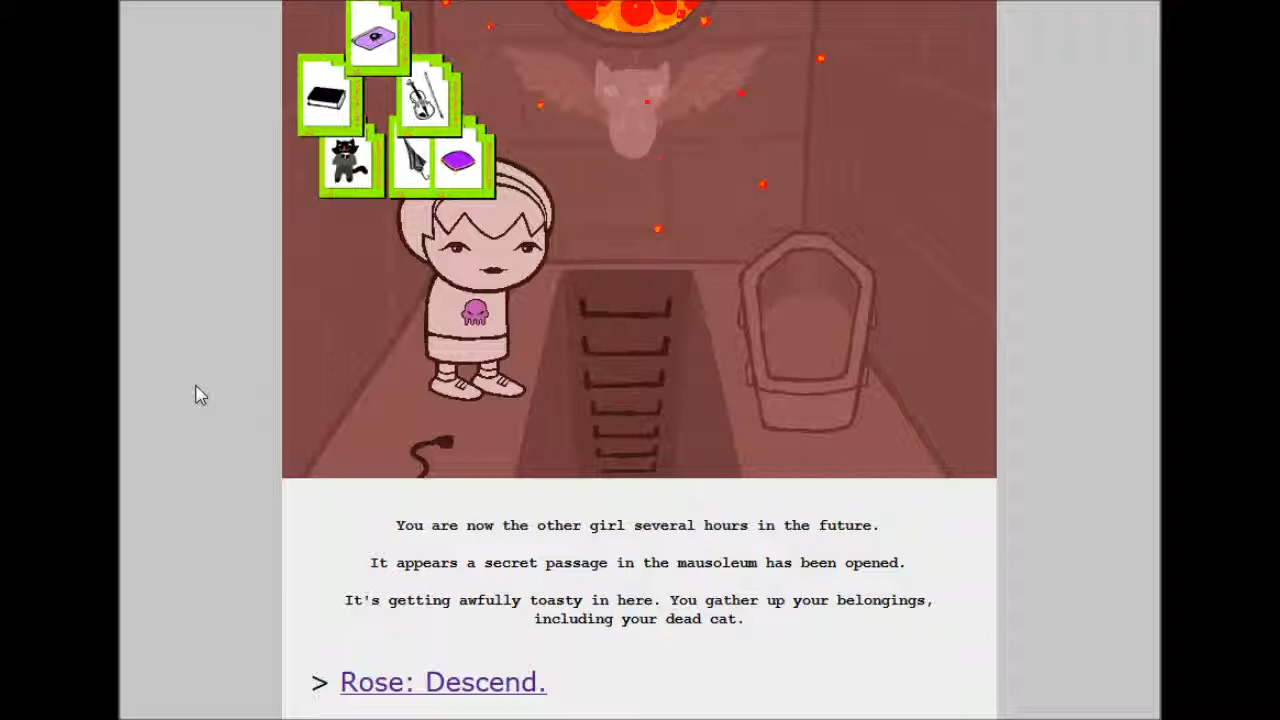 You are now the other girl several hours in the future.
It appears a secret passage in the mausoleum has been opened.
It's getting awfully toasty in here. You gather up your belongings,
including your dead cat.
> Rose: Descend.